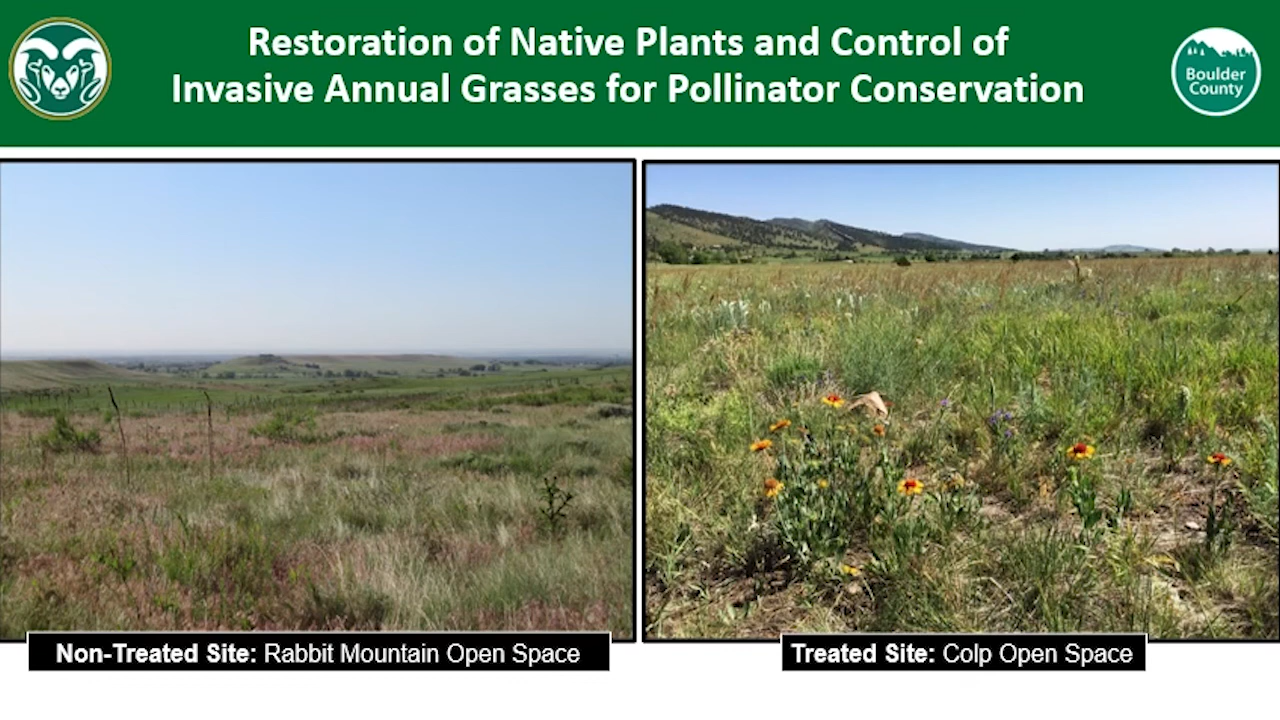 Restoration of Native Plants and Control of
Invasive Annual Grasses for Pollinator Conservation
Boulder
County
Non-Treated Site: Rabbit Mountain Open Space
Treated Site: Colp Open Space